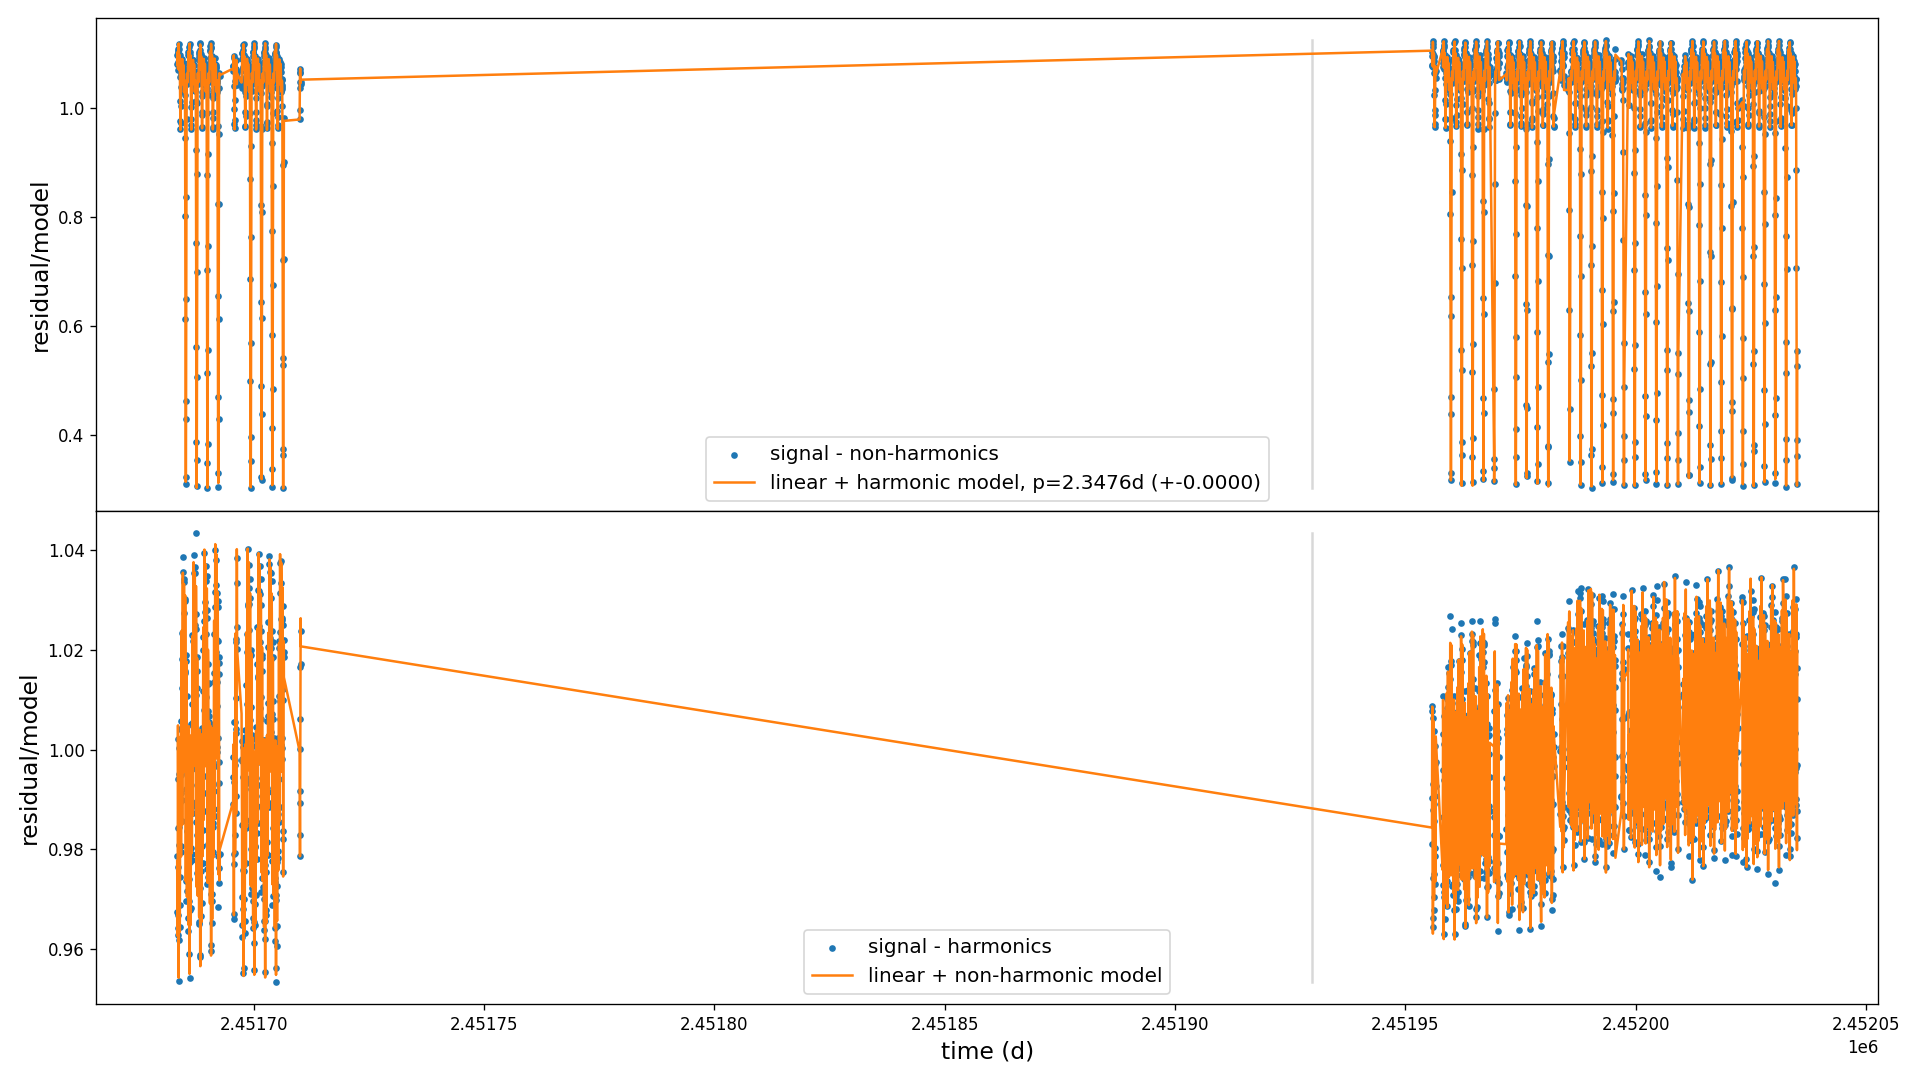 1.0
0.8
0.6
0.4
residual/model
signal - non-harmonics
linear + harmonic model, p=2.3476d (+-0.0000)
1.04
1.02
1.00
0.98
0.96
residual/model
signal - harmonics
linear + non-harmonic model
2.45170 2.45175 2.45180 2.45185 2.45190 2.45195 2.45200 2.45205
time (d)
1e6